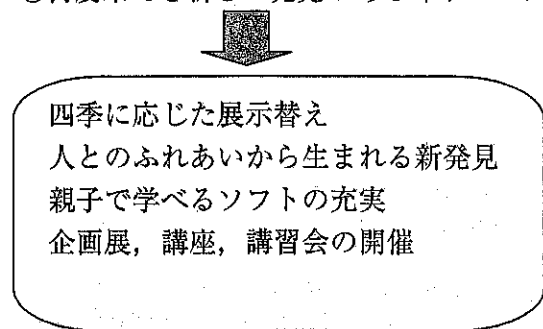 四季に応じた展示替え
人とのふれあいから生まれる新発見
親子で学べるソフトの充実
企画展，講座，講習会の開催